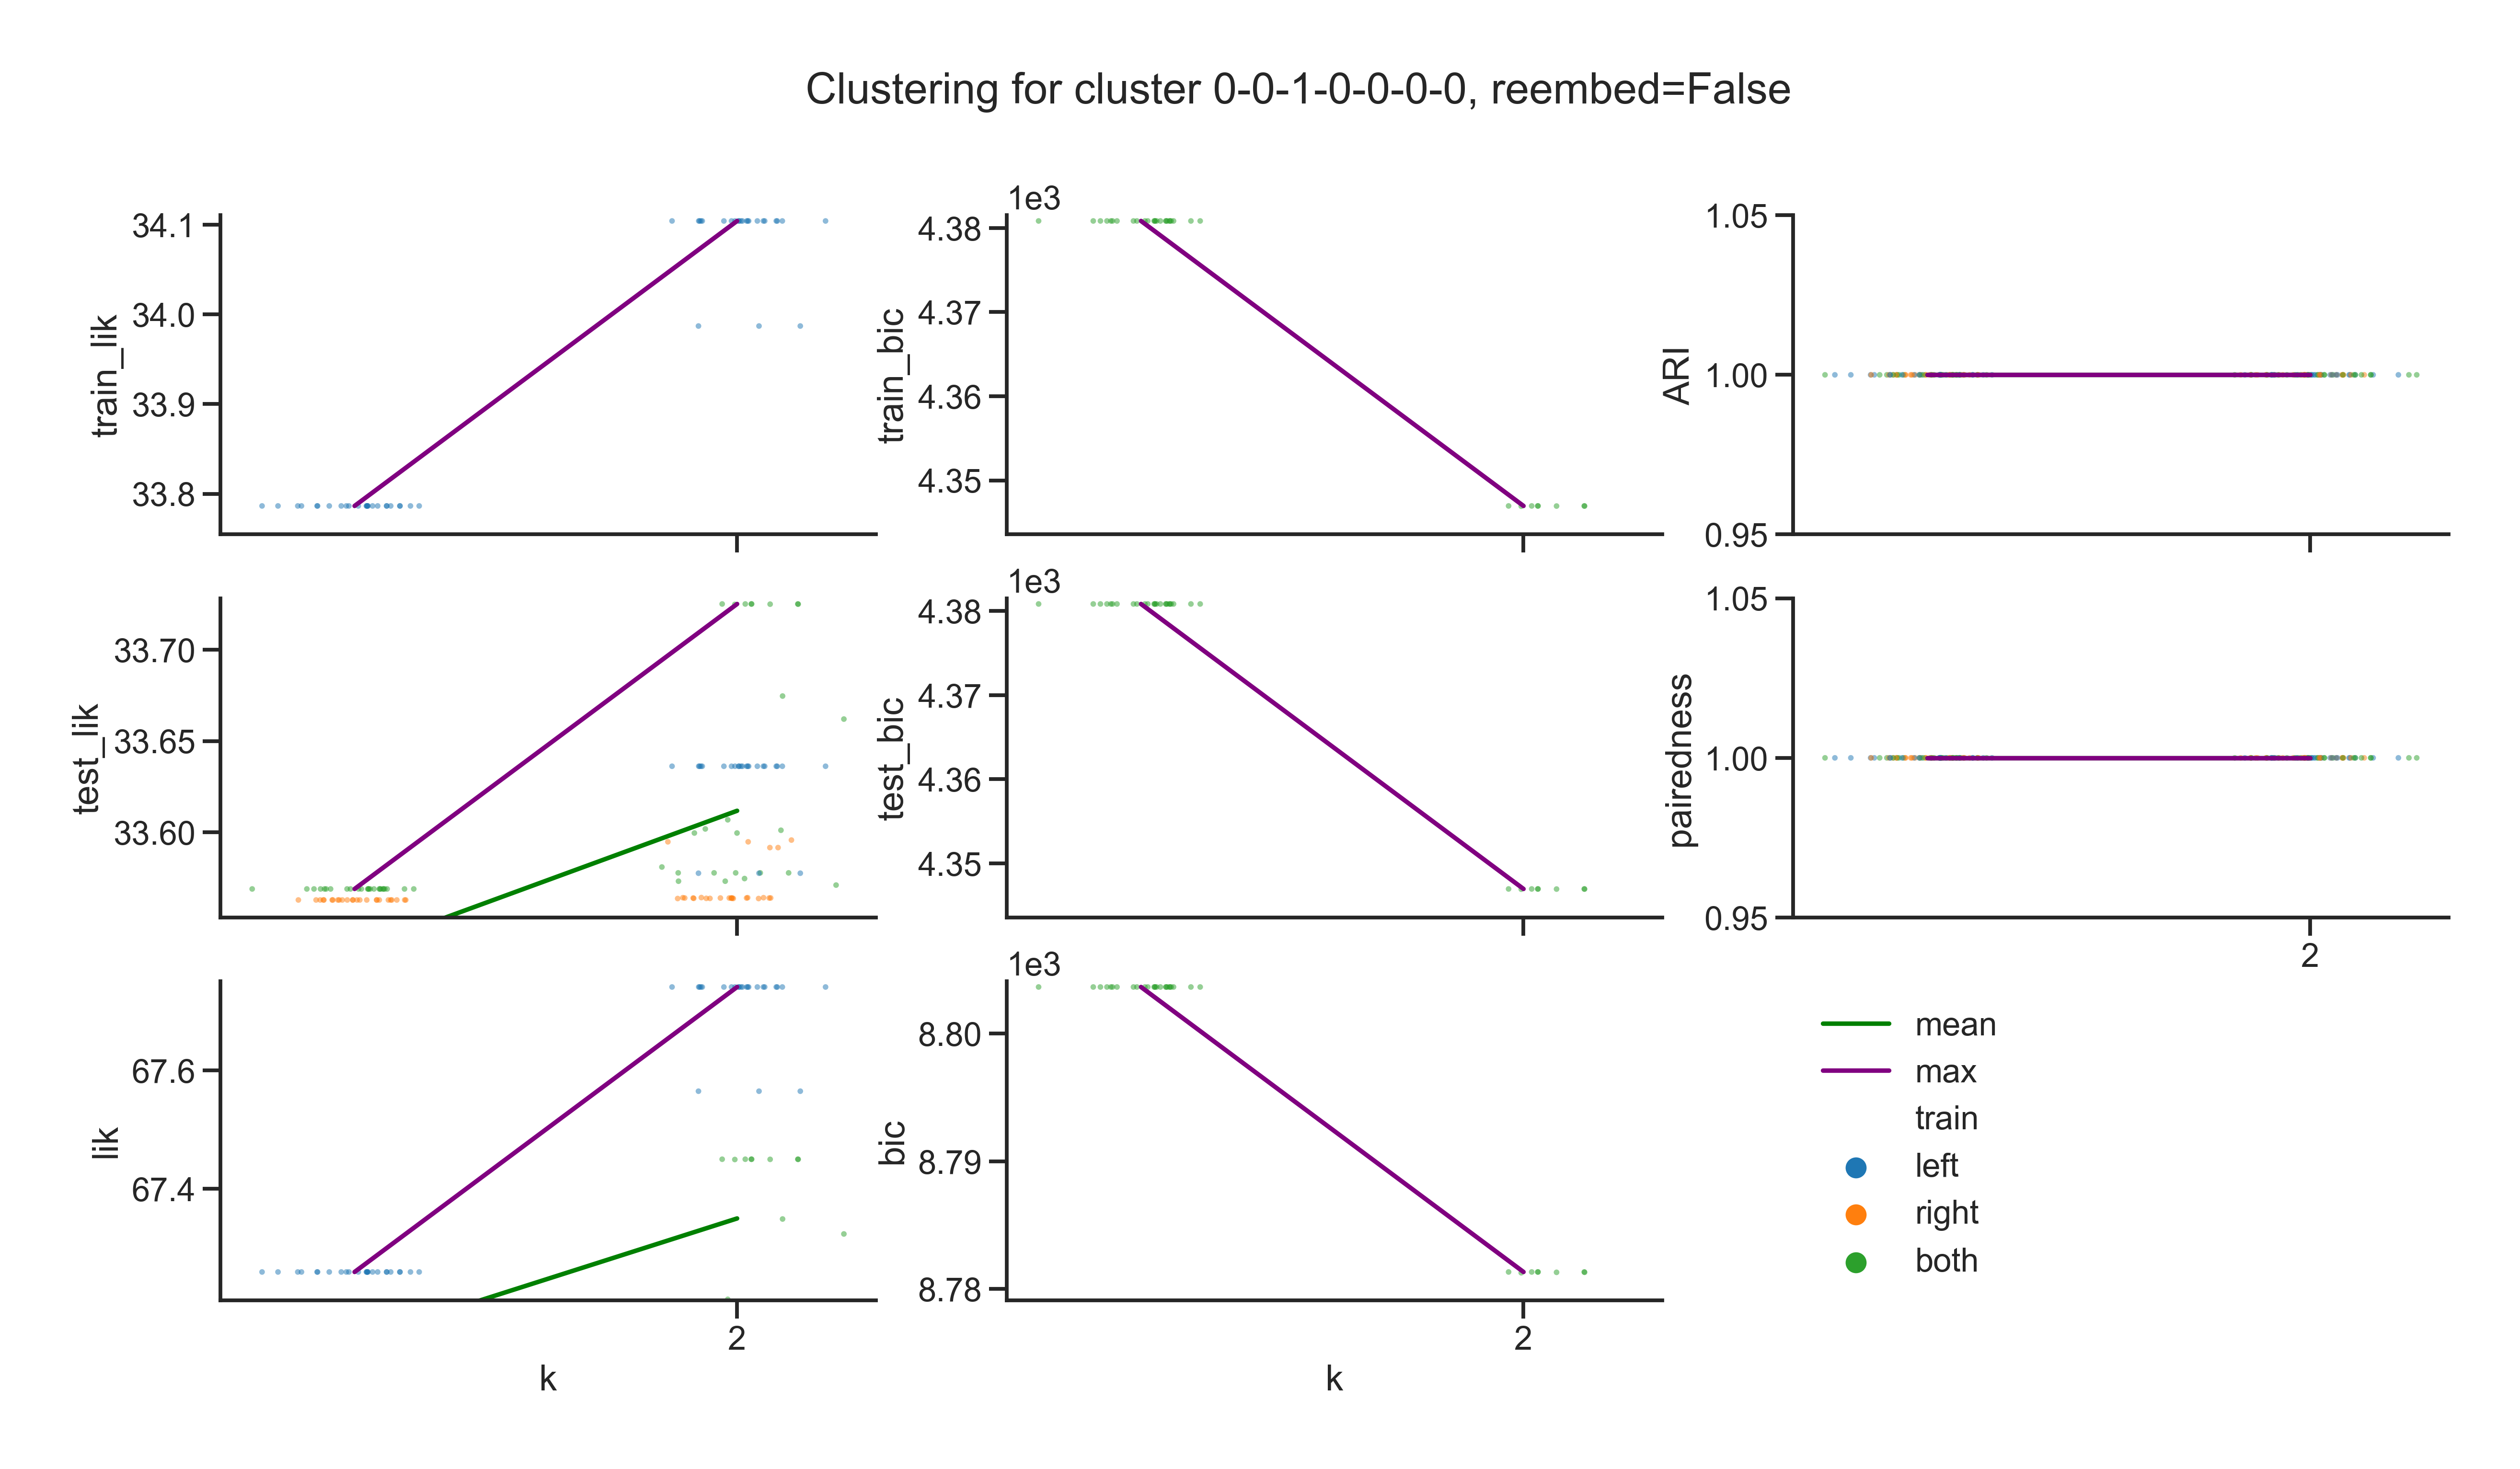 Clustering for cluster 0-0-1-0-0-0-0, reembed=False
train_lik
34.1
34.0
33.9
33.8
1e3
train_bic
4.38
4.37
4.36
4.35
ARI
1.05
1.00
0.95
test_lik
33.70
33.65
33.60
1e3
test_bic
4.38
4.37
4.36
4.35
pairedness
1.05
1.00
0.95
2
lik
67.6
67.4
2
k
1e3
bic
8.80
8.79
8.78
2
k
mean
max
train
left
right
both